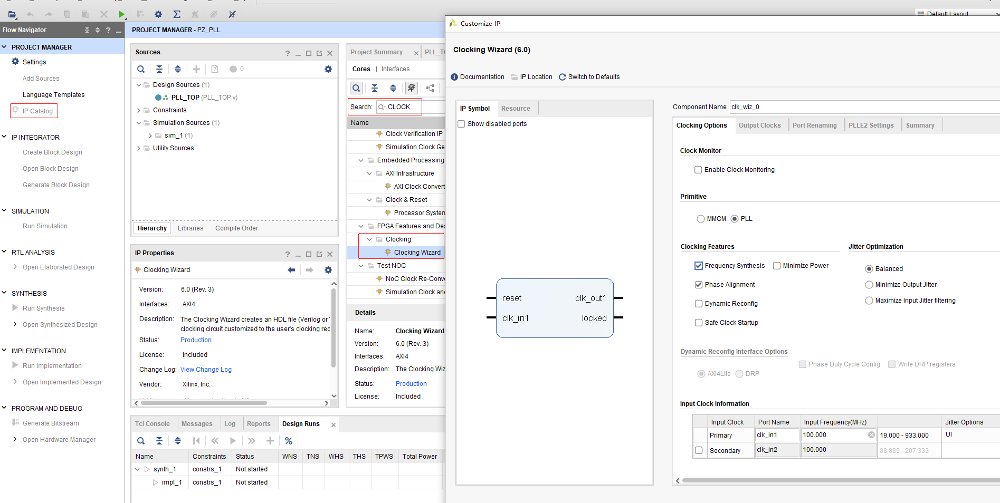 Default Layout
Flow Navigator
PROJECT MANAGER
Settings
Add Sources
Language Templates
IP Catalog
IP INTEGRATOR
Create Block Design
Open Block Design
Generate Block Design
SIMULATION
Run Simulation
RTL ANALYSIS
Open Elaborated Design
SYNTHESIS
Run Synthesis
Open Synthesized Design
IMPLEMENTATION
Run Implementation
Open Implemented Design
PROGRAM AND DEBUG
Generate Bitstream
Open Hardware Manager
PROJECT MANAGER - PZ_PLL
Sources
0
Design Sources (1)
PLL_TOP (PLL_TOP.v)
Constraints
Simulation Sources (1)
sim_1 (1)
Utility Sources
Hierarchy Libraries Compile Order
IP Properties
Clocking Wizard
Version: 6.0 (Rev. 3)
Interfaces: AXI4
Description: The Clocking Wizard creates an HDL file (Verilog or
clocking circuit customized to the user's clocking rec
Status: Production
License: Included
Change Log: View Change Log
Vendor: Xilinx, Inc.
Project Summary PLL_T
Cores | Interfaces
Search: CLOCK
Name
Clock Verification IP
Simulation Clock Ge
Embedded Processing
AXI Infrastructure
AXI Clock Convert
Clock & Reset
Processor System
FPGA Features and Des
Clocking
Clocking Wizard
Test NOC
NoC Clock Re-Conve
Simulation Clock and
Details
Name: Clocking Wizard
Version: 6.0 (Rev. 3)
Interfaces: AXI4
Description: The Clocking Wiz
Status: Production
License: Included
Tcl Console Messages Log Reports Design Runs
Name Constraints Status WNS TNS WHS THS TPWS Total Power
synth_1 constrs_1 Not started
impl_1 constrs_1 Not started
Customize IP
Clocking Wizard (6.0)
Documentation IP Location Switch to Defaults
IP Symbol Resource
Show disabled ports
reset clk_out1
clk_in1 locked
Component Name clk_wiz_0
Clocking Options Output Clocks Port Renaming PLLE2 Settings Summary
Clock Monitor
Enable Clock Monitoring
Primitive
MMCM PLL
Clocking Features Jitter Optimization
Frequency Synthesis Minimize Power Balanced
Phase Alignment Minimize Output Jitter
Dynamic Reconfig Maximize Input Jitter filtering
Safe Clock Startup
Dynamic Reconfig Interface Options
Phase Duty Cycle Config Write DRP registers
AXI4Lite DRP
Input Clock Information
Input Clock Port Name Input Frequency(MHz) Jitter Options
Primary clk_in1 100.000 19.000 - 933.000 UI
Secondary clk_in2 100.000 88.889 - 207.333